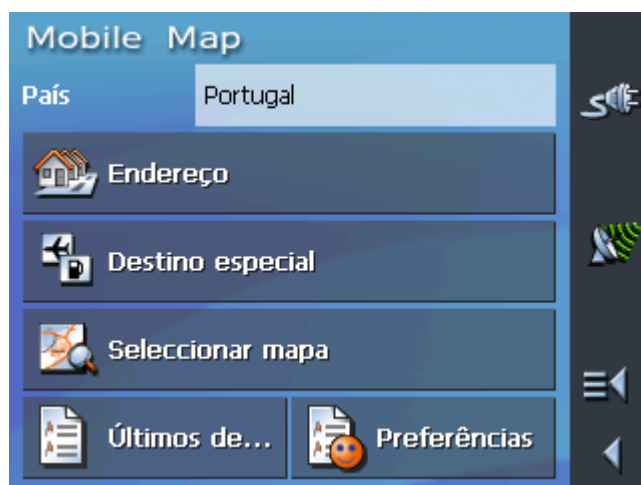 Mobile Map
País Portugal
Endereço
Destino especial
Seleccionar mapa
Últimos de... Preferências